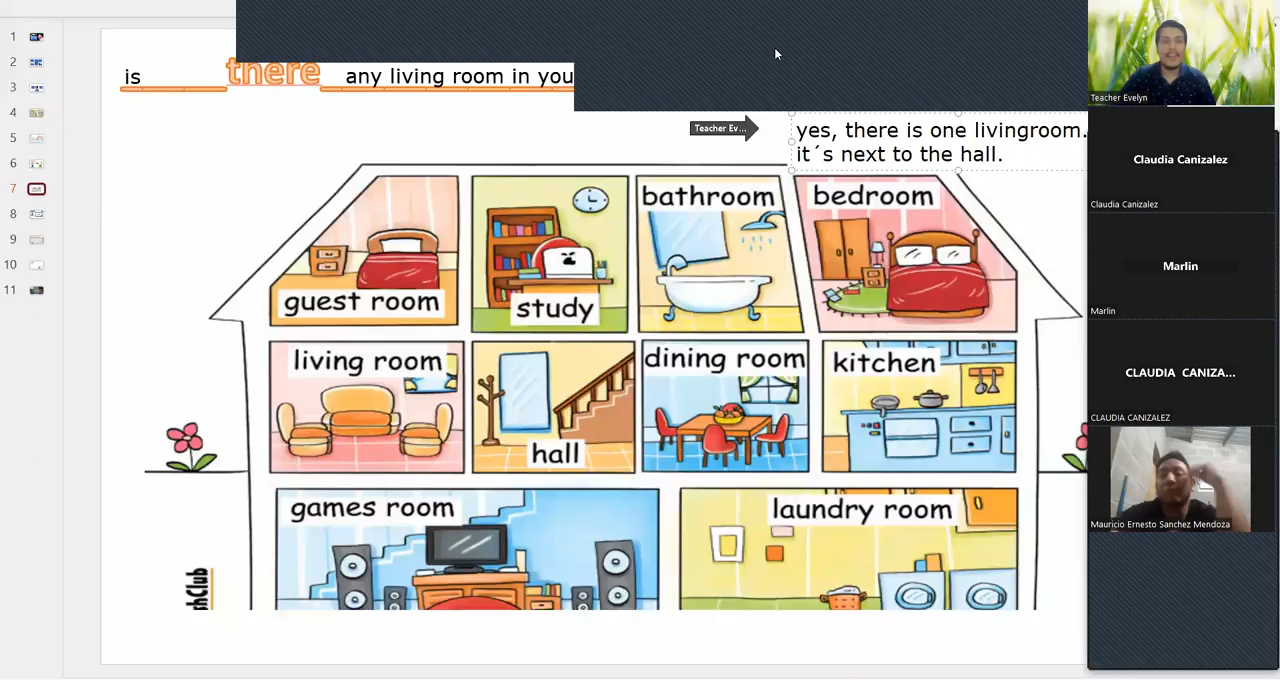 1
2
3
4
5
6
7
8
9
10
11
is there any living room in you
Teacher Ev...
yes, there is one livingroom.
it´s next to the hall.
guest room
study
bathroom
bedroom
living room
hall
dining room
kitchen
games room
laundry room
shClub
Teacher Evelyn
Claudia Canizalez
Claudia Canizalez
Marlin
Marlin
CLAUDIA CANIZA...
CLAUDIA CANIZALEZ
Mauricio Ernesto Sanchez Mendoza